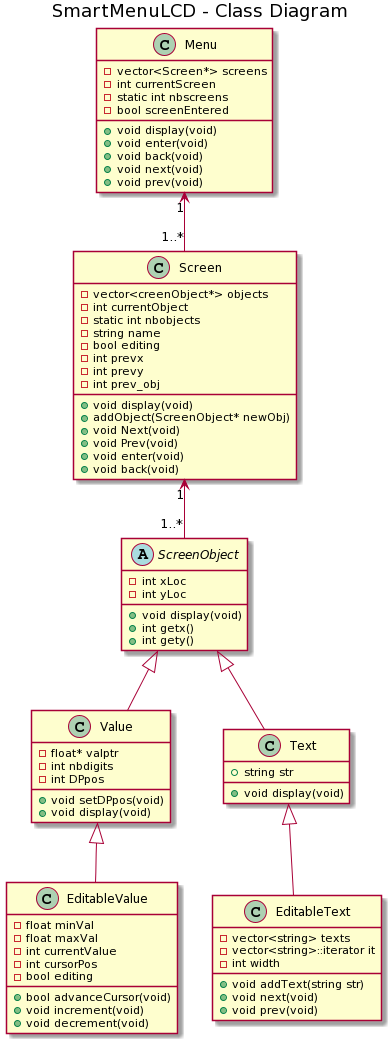 SmartMenuLCD - Class Diagram
C Menu
vector<Screen*> screens
int currentScreen
static int nbscreens
bool screenEntered
void display(void)
void enter(void)
void back(void)
void next(void)
void prev(void)
1
1..*
C Screen
vector<creenObject*> objects
int currentObject
static int nbobjects
string name
bool editing
int prevx
int prevy
int prev_obj
void display(void)
addObject(ScreenObject* newObj)
void Next(void)
void Prev(void)
void enter(void)
void back(void)
1
1..*
A ScreenObject
int xLoc
int yLoc
void display(void)
int getx()
int gety()
C Value
float* valptr
int nbdigits
int DPpos
void setDPpos(void)
void display(void)
C Text
string str
void display(void)
C EditableValue
float minVal
float maxVal
int currentValue
int cursorPos
bool editing
bool advanceCursor(void)
void increment(void)
void decrement(void)
C EditableText
vector<string> texts
vector<string>::iterator it
int width
void addText(string str)
void next(void)
void prev(void)